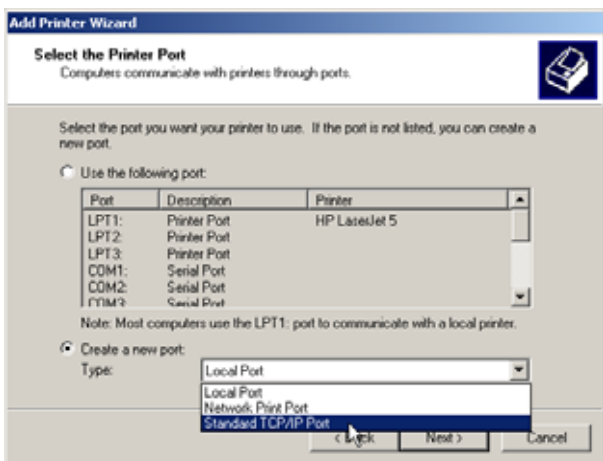 Add Printer Wizard
Select the Printer Port
Computers communicate with printers through ports.
Select the port you want your printer to use. If the port is not listed, you can create a
new port.
Use the following port:
Port Description Printer
LPT1: Printer Port HP LaserJet 5
LPT2: Printer Port
LPT3: Printer Port
COM1: Serial Port
COM2: Serial Port
COM3: Serial Port
Note: Most computers use the LPT1: port to communicate with a local printer.
Create a new port:
Type: Local Port
Local Port
Network Print Port
Standard TCP/IP Port
< Back Next > Cancel